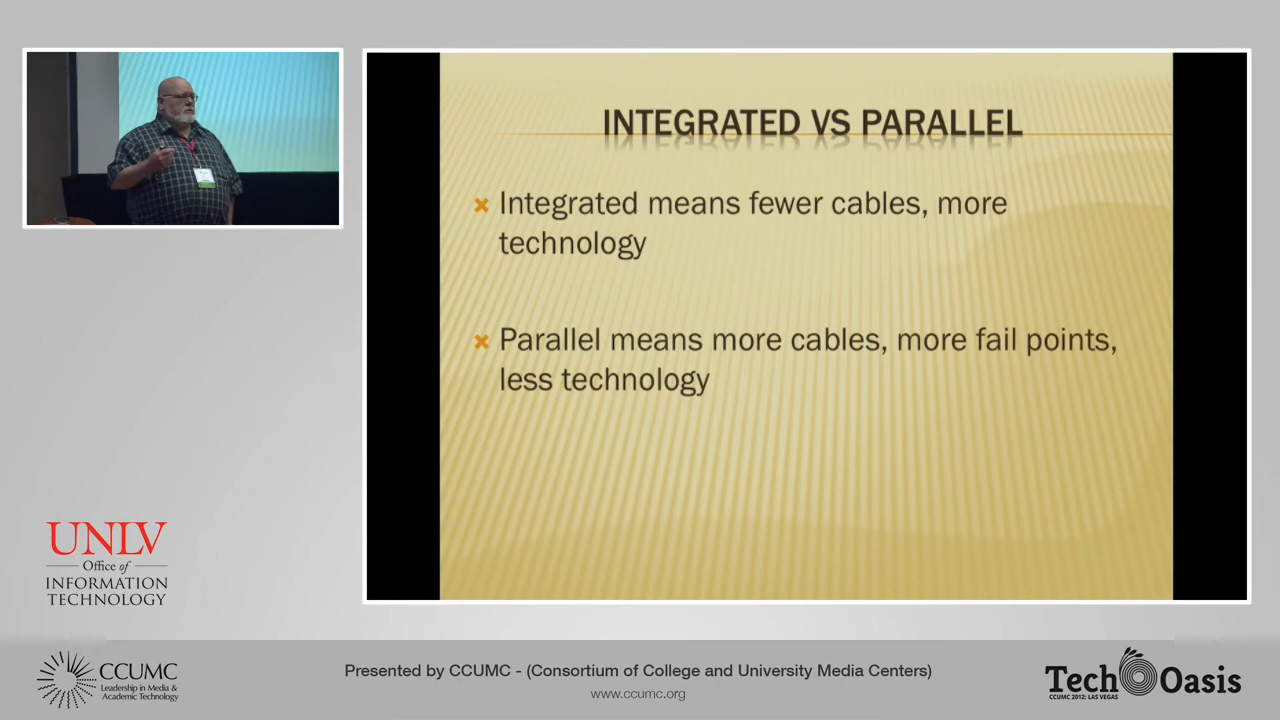 INTEGRATED VS PARALLEL
Integrated means fewer cables, more
technology
Parallel means more cables, more fail points,
less technology
UNLV
Office of
INFORMATION
TECHNOLOGY
CCUMC
Leadership in Media &
Academic Technology
Presented by CCUMC - (Consortium of College and University Media Centers)
www.ccumc.org
Tech Oasis
CCUMC 2012: LAS VEGAS